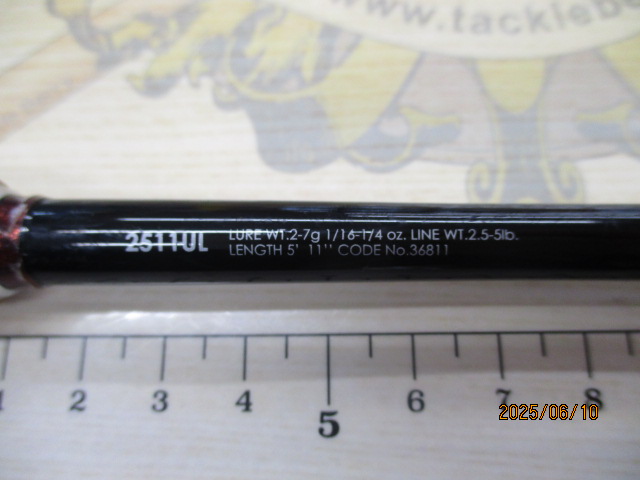 www.tacklebe
2511UL
LURE WT.2-7g 1/16-1/4 oz. LINE WT.2.5-5lb.
LENGTH 5' 11'' CODE No.36811
1 2 3 4 5 6 7 8
2025/06/10